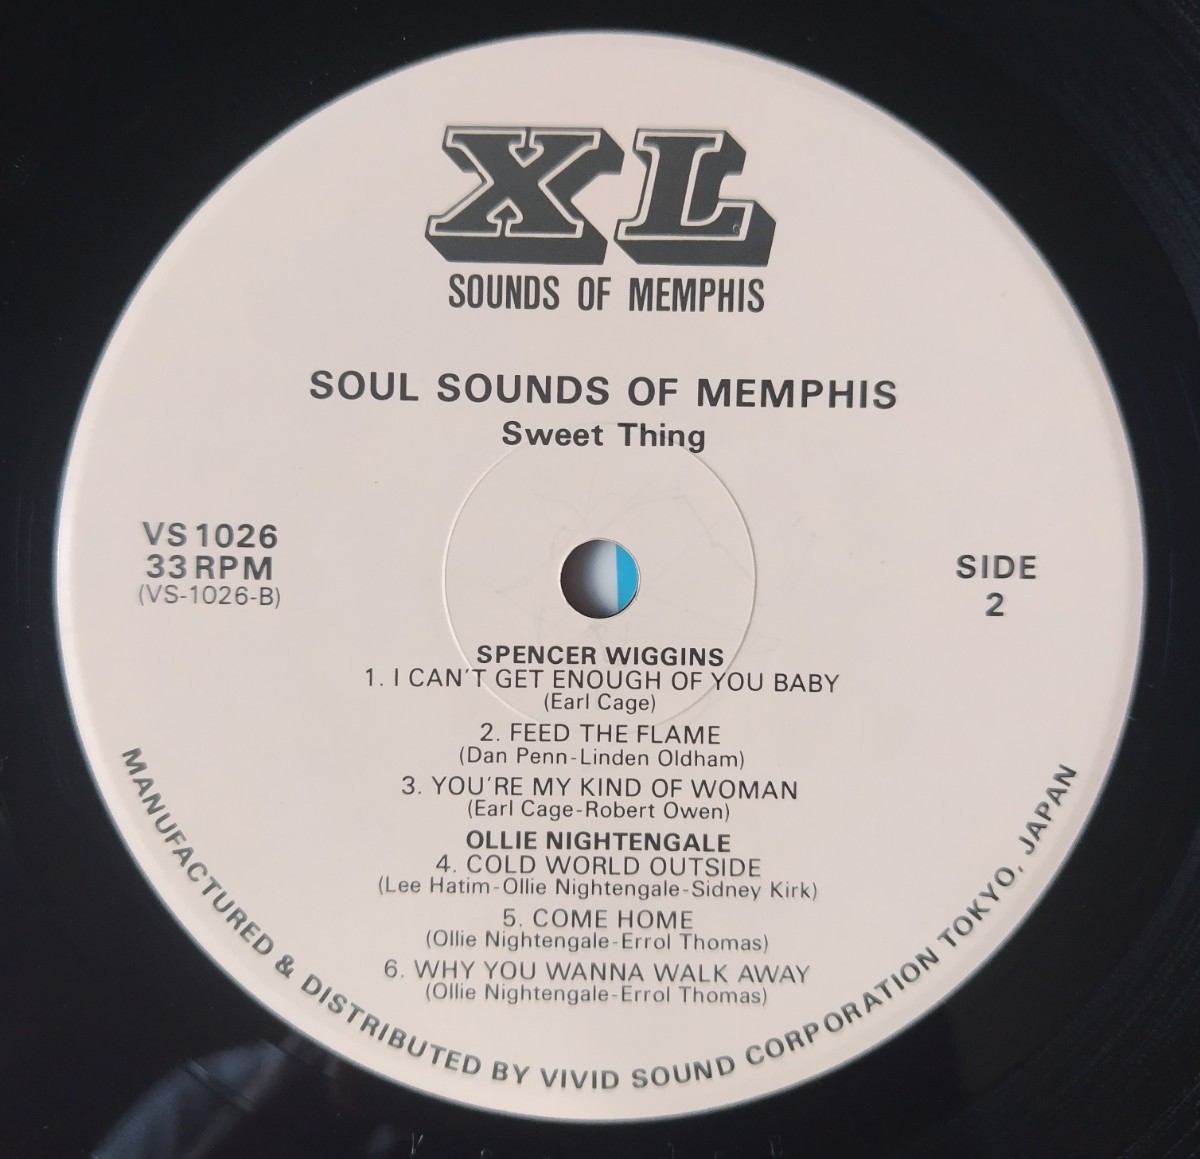 XL
SOUNDS OF MEMPHIS
SOUL SOUNDS OF MEMPHIS
Sweet Thing
VS 1026
33 RPM
(VS-1026-B)
SIDE
2
SPENCER WIGGINS
1. I CAN'T GET ENOUGH OF YOU BABY
(Earl Cage)
2. FEED THE FLAME
(Dan Penn-Linden Oldham)
3. YOU'RE MY KIND OF WOMAN
(Earl Cage-Robert Owen)
OLLIE NIGHTENGALE
4. COLD WORLD OUTSIDE
(Lee Hatim-Ollie Nightengale-Sidney Kirk)
5. COME HOME
(Ollie Nightengale-Errol Thomas)
6. WHY YOU WANNA WALK AWAY
(Ollie Nightengale-Errol Thomas)
MANUFACTURED & DISTRIBUTED BY VIVID SOUND CORPORATION TOKYO, JAPAN